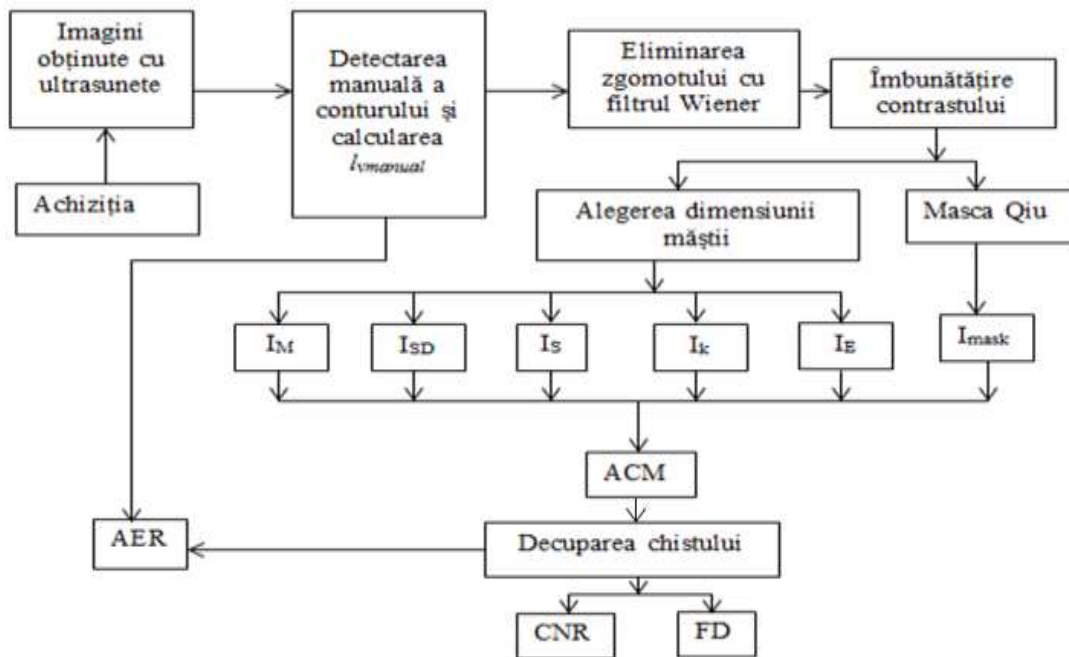 Imagini
obținute cu
ultrasunete
Detectarea
manuală a
conturului și
calcularea
lvmanual
Eliminarea
zgomotului cu
filtrul Wiener
Îmbunătățire
contrastului
Achiziția
Alegerea dimensiunii
măștii
Masca Qiu
IM
ISD
IS
Ik
IE
Imask
ACM
AER
Decuparea chistului
CNR
FD